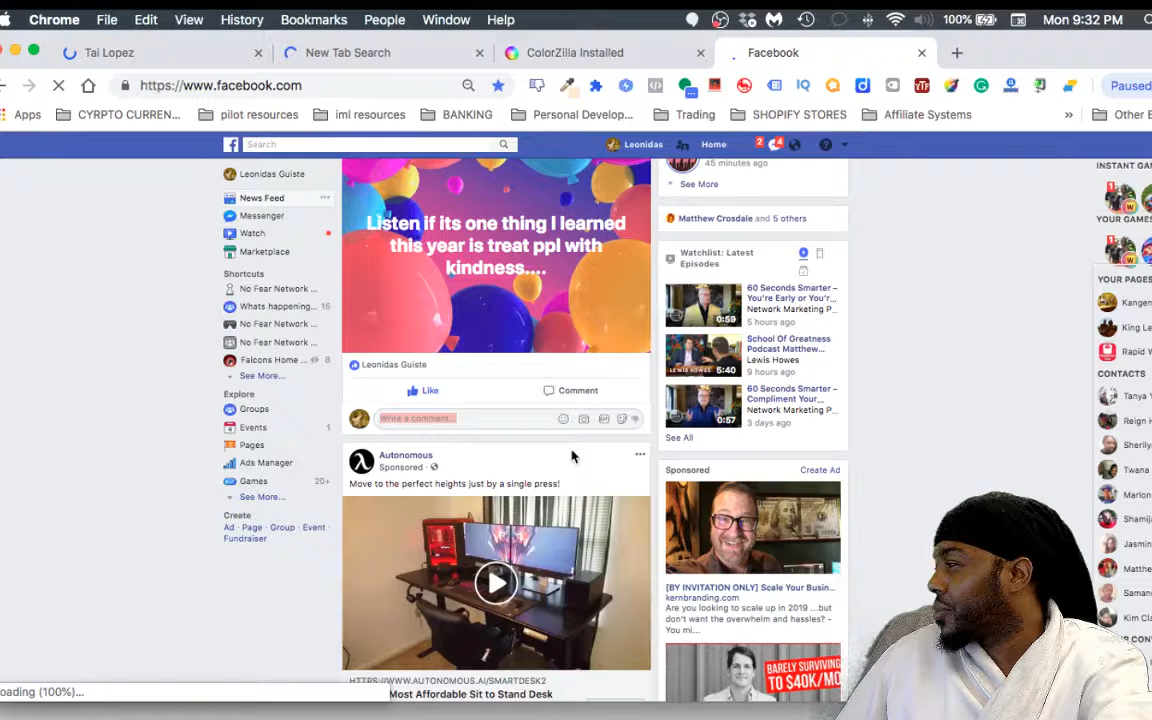 Chrome File Edit View History Bookmarks People Window Help 100% Mon 9:32 PM
Tai Lopez New Tab Search ColorZilla Installed Facebook
https://www.facebook.com Paused
Apps CYRPTO CURREN... pilot resources iml resources BANKING Personal Develop... Trading SHOPIFY STORES Affiliate Systems » Other B
Search Leonidas Home 2 4
Leonidas Guiste
News Feed
Messenger
Watch
Marketplace
Shortcuts
No Fear Network ...
Whats happening... 15
No Fear Network ...
No Fear Network ...
Falcons Home ... 8
See More...
Explore
Groups
Events 1
Pages
Ads Manager
Games 20+
See More...
Create
Ad · Page · Group · Event ·
Fundraiser
Listen if its one thing I learned
this year is treat ppl with
kindness....
Leonidas Guiste
Like Comment
Write a comment...
Autonomous
Sponsored ·
Move to the perfect heights just by a single press!
HTTPS://WWW.AUTONOMOUS.AI/SMARTDESK2
Most Affordable Sit to Stand Desk
45 minutes ago
See More
Matthew Crosdale and 5 others
Watchlist: Latest
Episodes
60 Seconds Smarter –
You're Early or You'r...
Network Marketing P...
5 hours ago
0:59
School Of Greatness
Podcast Matthew...
Lewis Howes
9 hours ago
5:40
60 Seconds Smarter –
Compliment Your...
Network Marketing P...
3 days ago
0:57
See All
Sponsored Create Ad
[BY INVITATION ONLY] Scale Your Busin...
kernbranding.com
Are you looking to scale up in 2019 ...but
don't want the overwhelm and hassles? -
You mi...
BARELY SURVIVING
TO $40K/MO
INSTANT GA
YOUR GAMES
YOUR PAGES
Kangen
King Le
Rapid W
CONTACTS
Tanya
Reign
Sherily
Twana
Marlon
Shamija
Jasmin
Matthe
Saman
Kim Cla
oading (100%)...